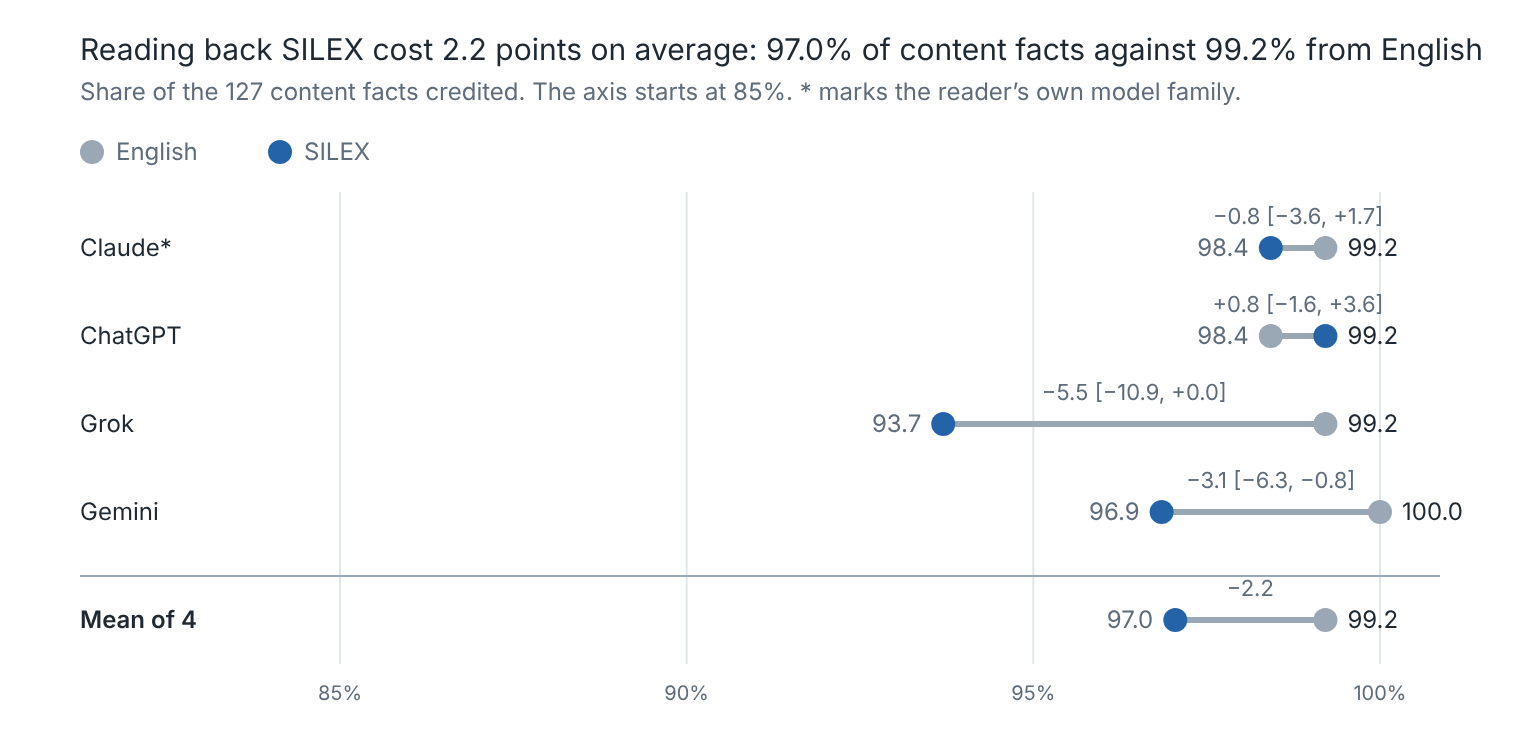 Reading back SILEX cost 2.2 points on average: 97.0% of content facts against 99.2% from English
Share of the 127 content facts credited. The axis starts at 85%. * marks the reader’s own model family.
English SILEX
−0.8 [−3.6, +1.7]
Claude* 98.4 99.2
+0.8 [−1.6, +3.6]
ChatGPT 98.4 99.2
−5.5 [−10.9, +0.0]
Grok 93.7 99.2
−3.1 [−6.3, −0.8]
Gemini 96.9 100.0
−2.2
Mean of 4 97.0 99.2
85% 90% 95% 100%